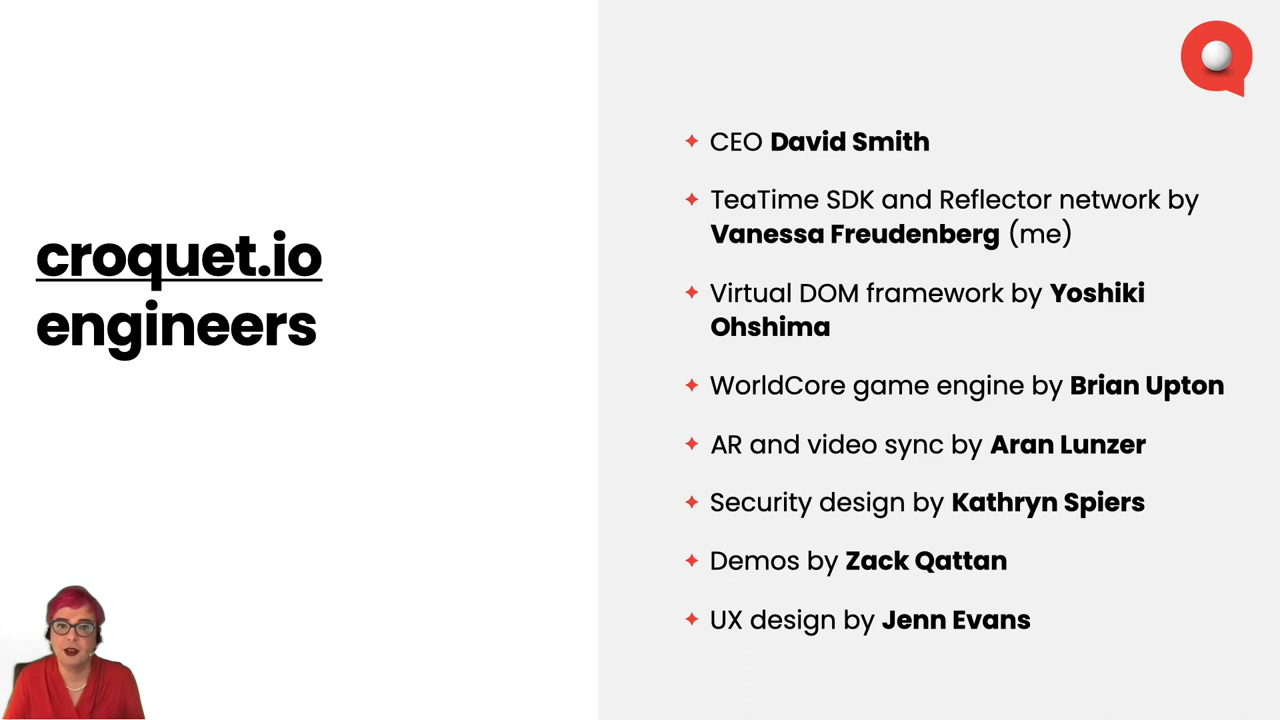 croquet.io
engineers
CEO David Smith
TeaTime SDK and Reflector network by
Vanessa Freudenberg (me)
Virtual DOM framework by Yoshiki
Ohshima
WorldCore game engine by Brian Upton
AR and video sync by Aran Lunzer
Security design by Kathryn Spiers
Demos by Zack Qattan
UX design by Jenn Evans